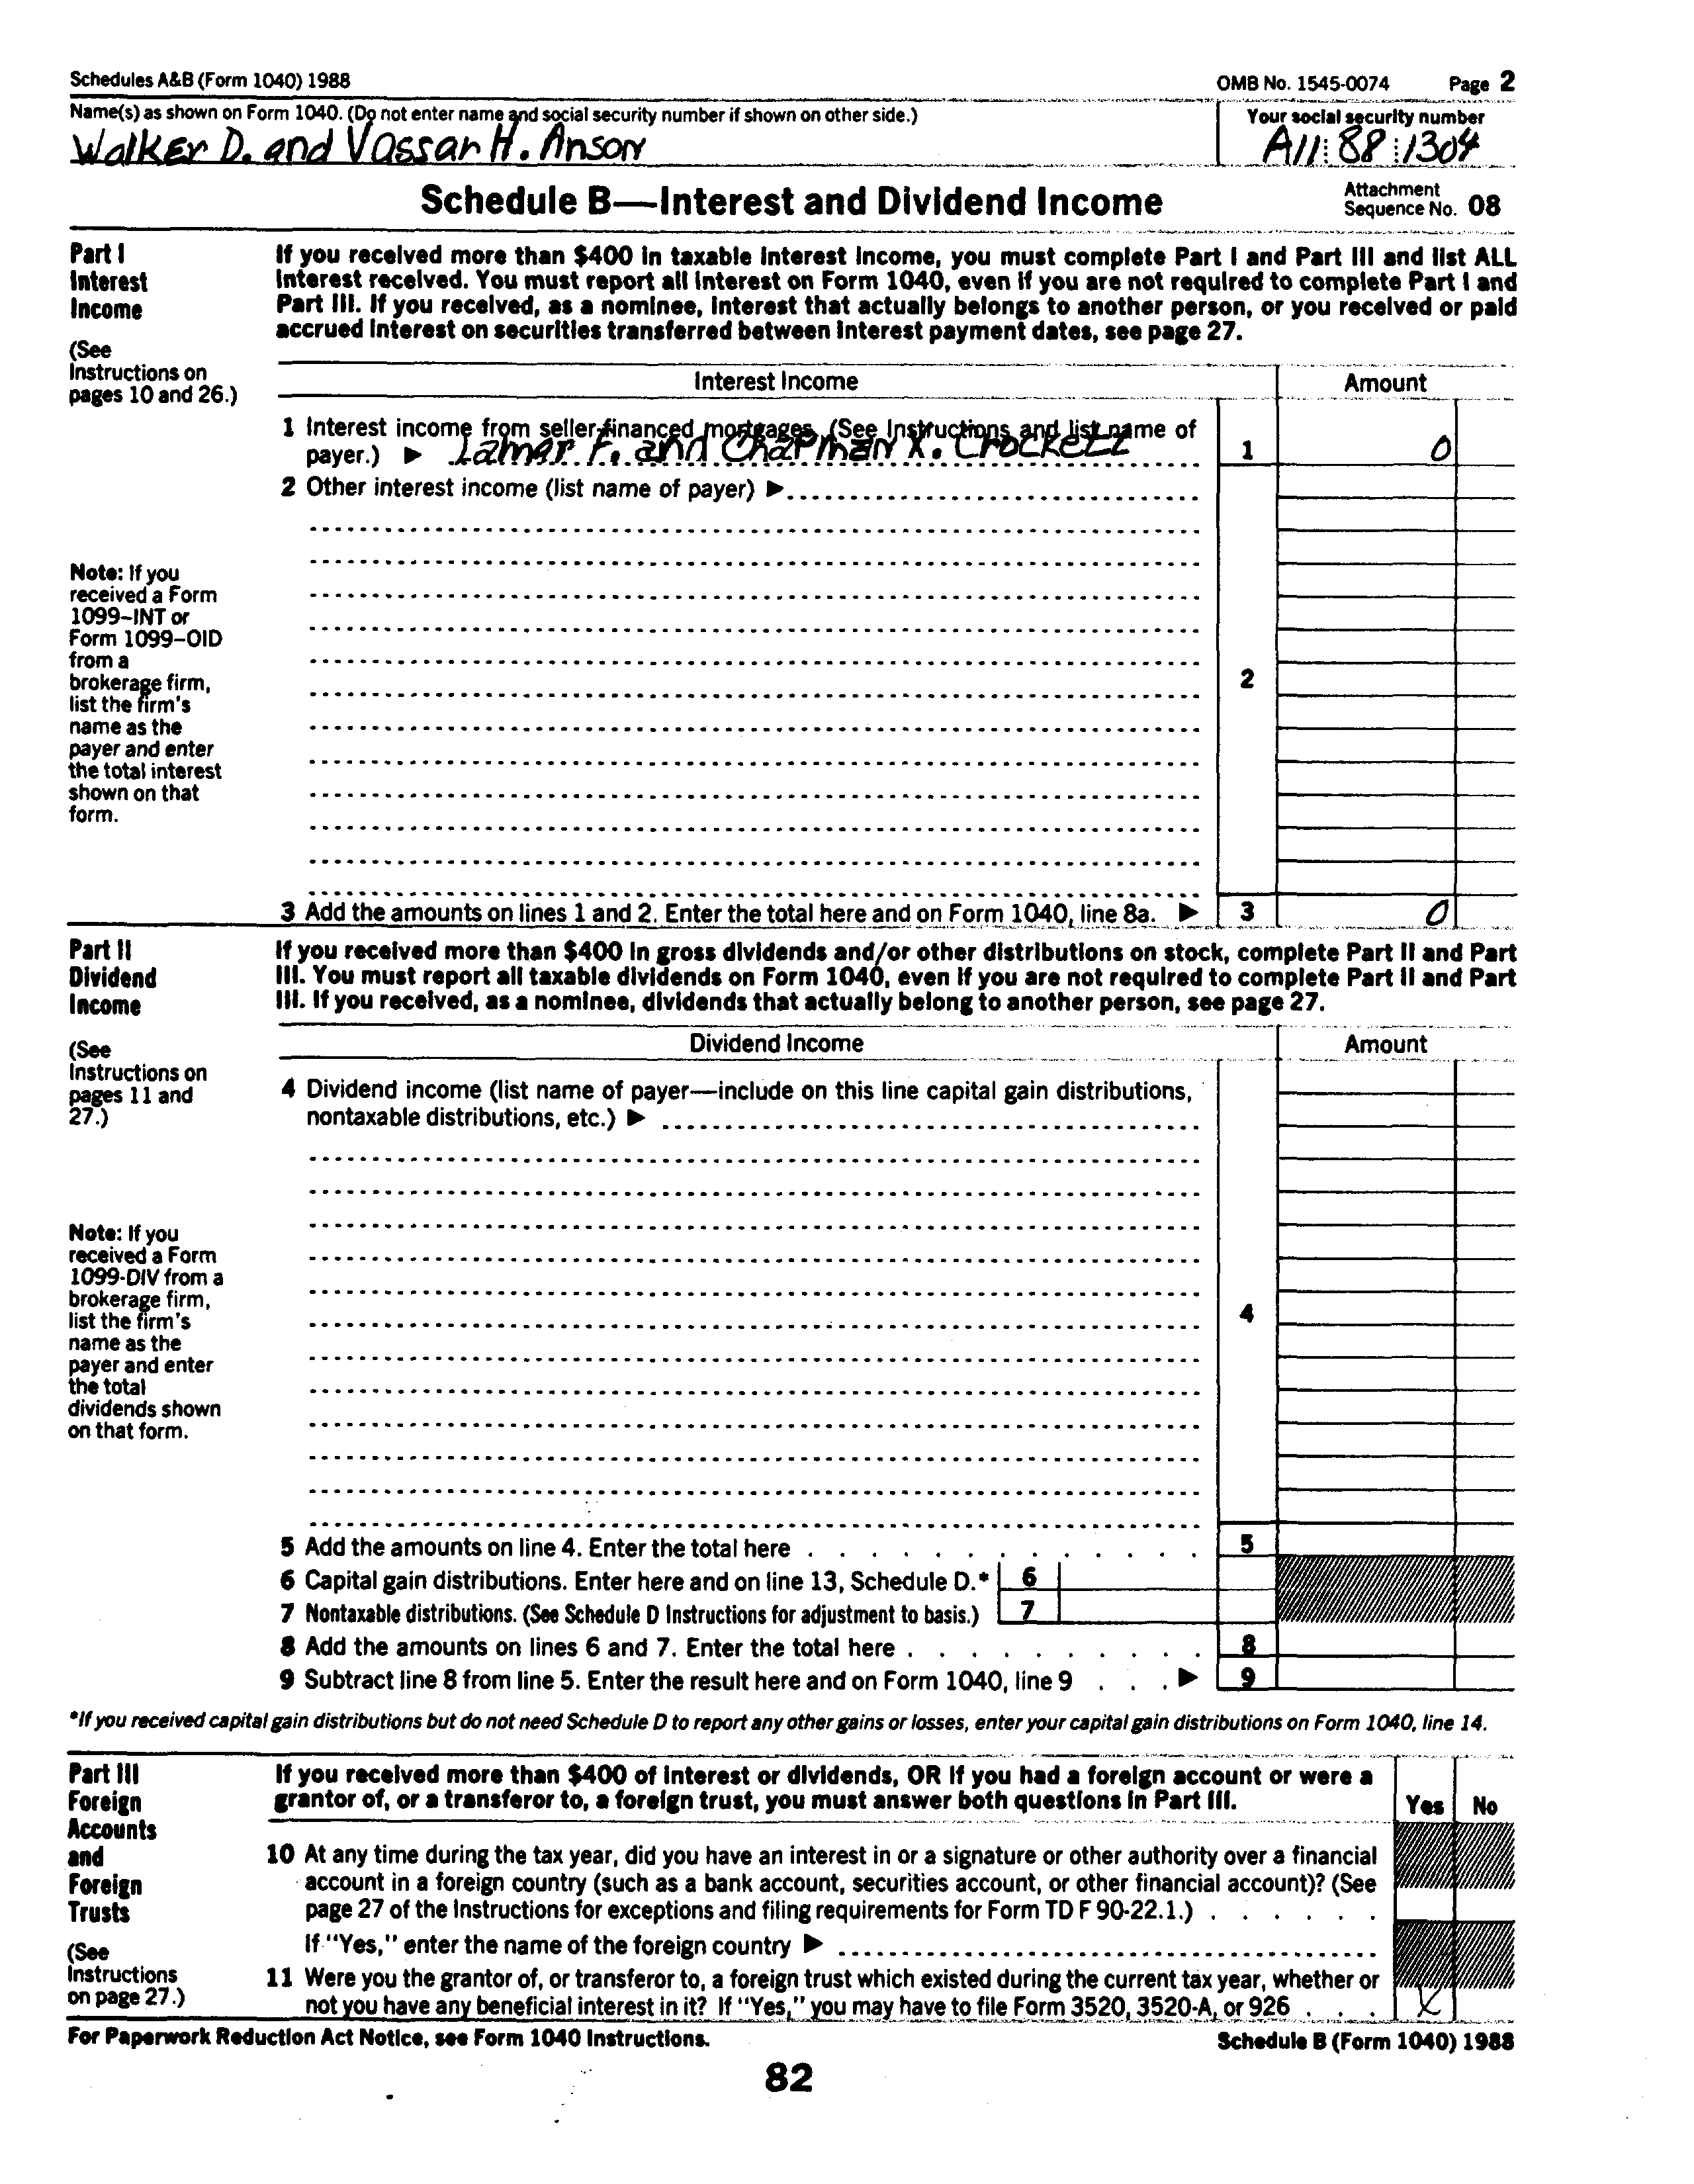 Schedules A&B (Form 1040) 1988
OMB No. 1545-0074 Page 2
Name(s) as shown on Form 1040. (Do not enter name and social security number if shown on other side.)
Your social security number
Walker D. and Vassar H. Anson
A11 88 1304
Schedule B—Interest and Dividend Income
Attachment
Sequence No. 08
Part I
Interest
Income
(See
Instructions on
pages 10 and 26.)
If you received more than $400 in taxable interest income, you must complete Part I and Part III and list ALL
interest received. You must report all interest on Form 1040, even if you are not required to complete Part I and
Part III. If you received, as a nominee, interest that actually belongs to another person, or you received or paid
accrued interest on securities transferred between interest payment dates, see page 27.
Interest Income
Amount
1 Interest income from seller-financed mortgages. (See Instructions and list name of
payer.) ▶ Lamar F. and Chapman X. Crockett
1 0
2 Other interest income (list name of payer) ▶
Note: If you
received a Form
1099–INT or
Form 1099–OID
from a
brokerage firm,
list the firm's
name as the
payer and enter
the total interest
shown on that
form.
2
3 Add the amounts on lines 1 and 2. Enter the total here and on Form 1040, line 8a. ▶ 3 0
Part II
Dividend
Income
(See
Instructions on
pages 11 and
27.)
If you received more than $400 in gross dividends and/or other distributions on stock, complete Part II and Part
III. You must report all taxable dividends on Form 1040, even if you are not required to complete Part II and Part
III. If you received, as a nominee, dividends that actually belong to another person, see page 27.
Dividend Income
Amount
4 Dividend income (list name of payer—include on this line capital gain distributions,
nontaxable distributions, etc.) ▶
Note: If you
received a Form
1099-DIV from a
brokerage firm,
list the firm's
name as the
payer and enter
the total
dividends shown
on that form.
4
5 Add the amounts on line 4. Enter the total here 5
6 Capital gain distributions. Enter here and on line 13, Schedule D.* 6
7 Nontaxable distributions. (See Schedule D Instructions for adjustment to basis.) 7
8 Add the amounts on lines 6 and 7. Enter the total here 8
9 Subtract line 8 from line 5. Enter the result here and on Form 1040, line 9 ▶ 9
*If you received capital gain distributions but do not need Schedule D to report any other gains or losses, enter your capital gain distributions on Form 1040, line 14.
Part III
Foreign
Accounts
and
Foreign
Trusts
(See
Instructions
on page 27.)
If you received more than $400 of interest or dividends, OR if you had a foreign account or were a
grantor of, or a transferor to, a foreign trust, you must answer both questions in Part III.
Yes No
10 At any time during the tax year, did you have an interest in or a signature or other authority over a financial
account in a foreign country (such as a bank account, securities account, or other financial account)? (See
page 27 of the Instructions for exceptions and filing requirements for Form TD F 90-22.1.)
If "Yes," enter the name of the foreign country ▶
11 Were you the grantor of, or transferor to, a foreign trust which existed during the current tax year, whether or
not you have any beneficial interest in it? If "Yes," you may have to file Form 3520, 3520-A, or 926 X
For Paperwork Reduction Act Notice, see Form 1040 Instructions.
Schedule B (Form 1040) 1988
82